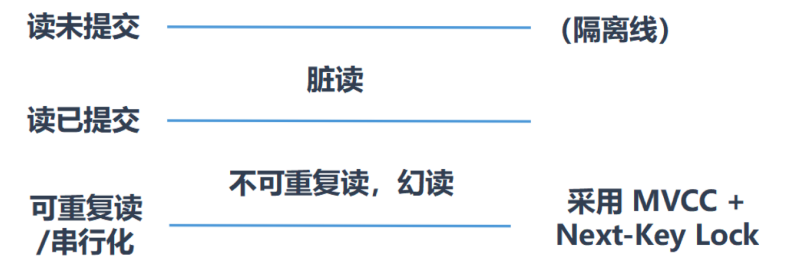 读未提交
（隔离线）
脏读
读已提交
不可重复读，幻读
可重复读
/串行化
采用 MVCC +
Next-Key Lock